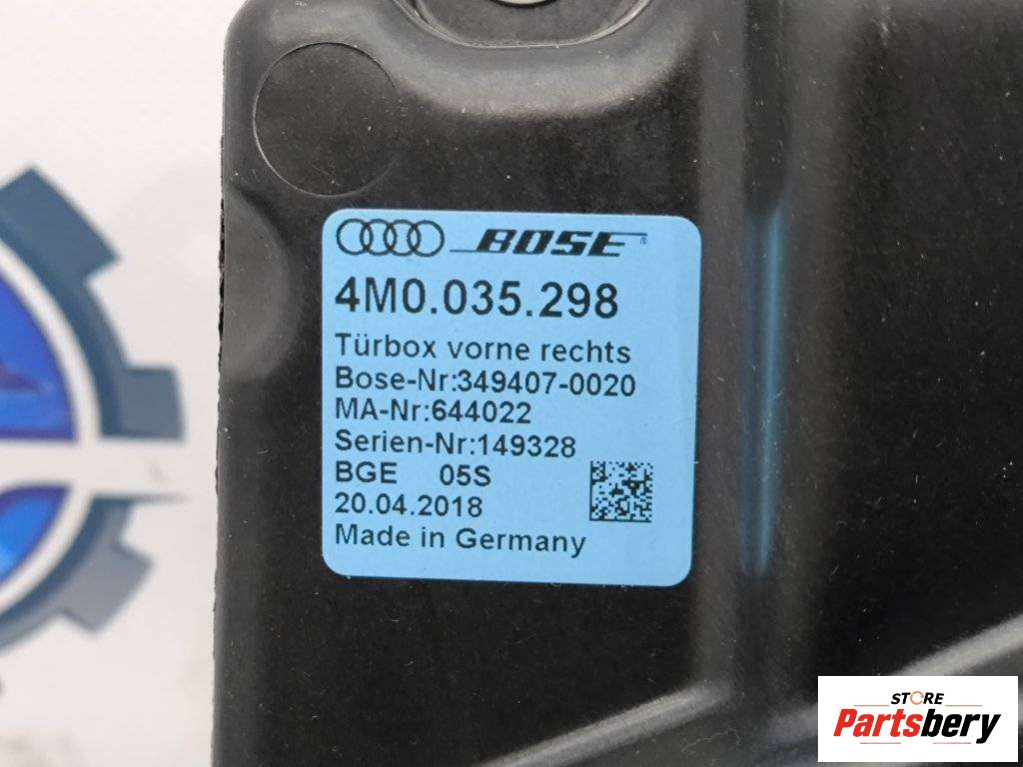 BOSE
4M0.035.298
Türbox vorne rechts
Bose-Nr:349407-0020
MA-Nr:644022
Serien-Nr:149328
BGE 05S
20.04.2018
Made in Germany
STORE
Partsbery